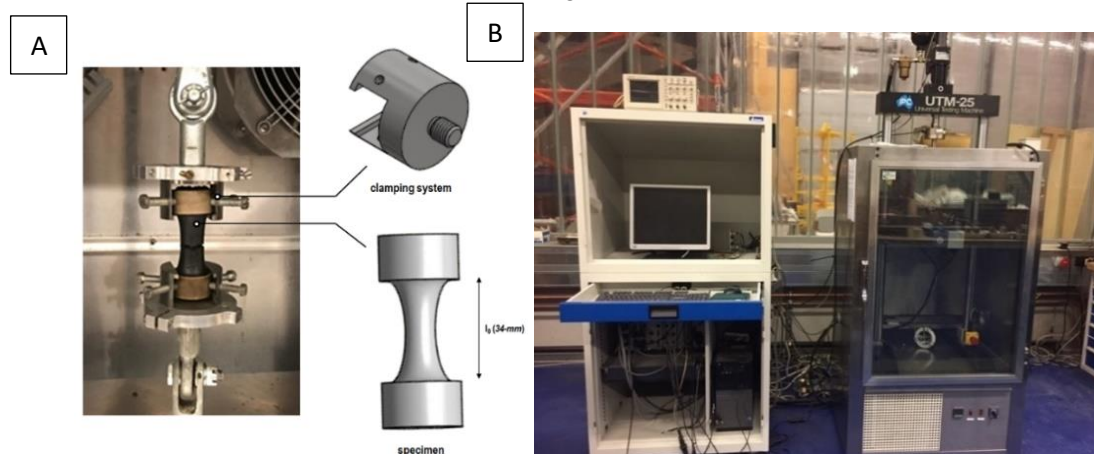 A
B
clamping system
l₀ (34-mm)
specimen
UTM-25
Universal Testing Machine